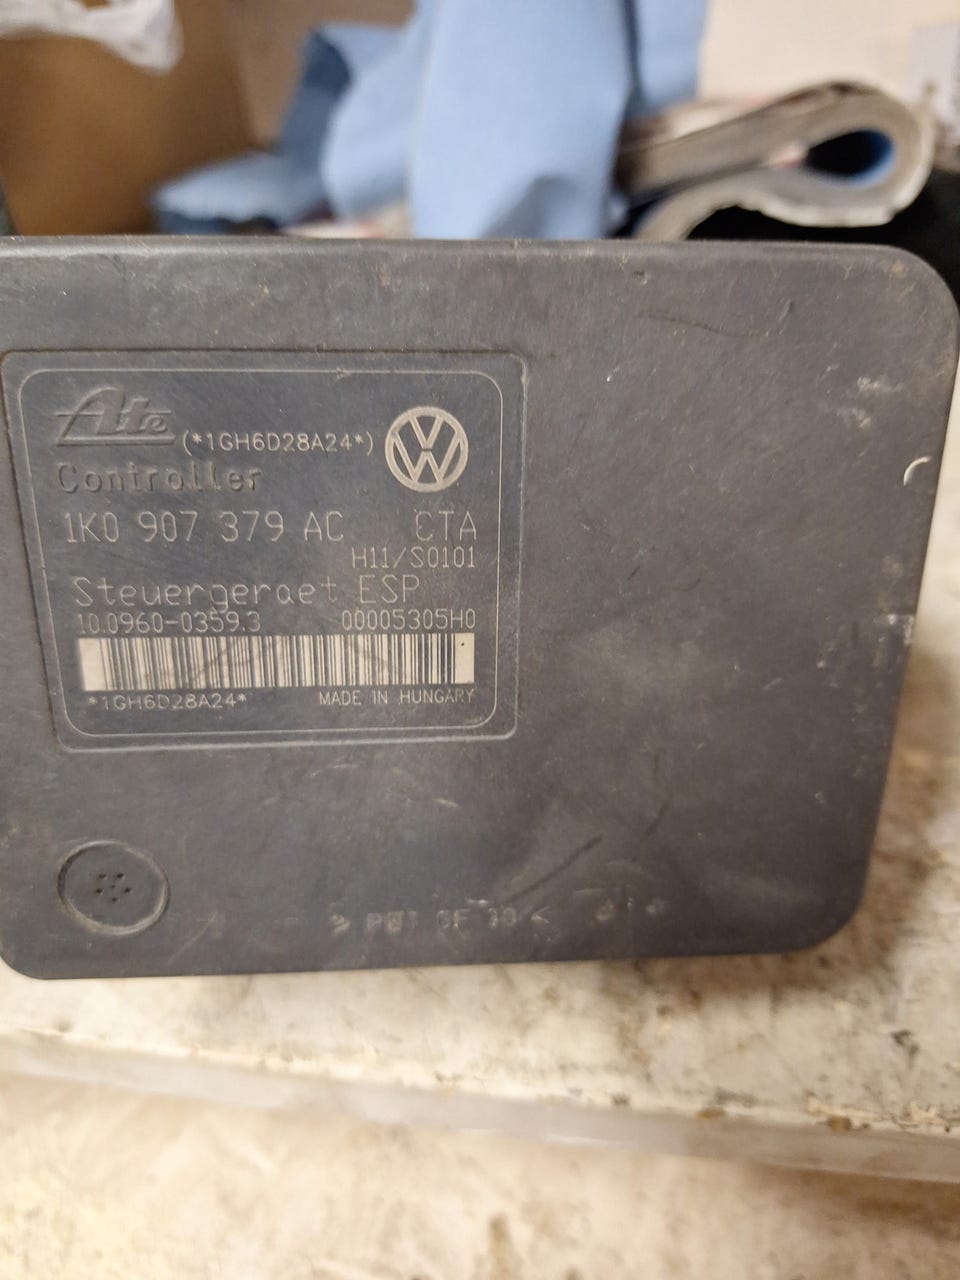 Ate (*1GH6D28A24*)
Controller
1K0 907 379 AC CTA
H11/S0101
Steuergeraet ESP
10.0960-0359.3 00005305H0
*1GH6D28A24* MADE IN HUNGARY